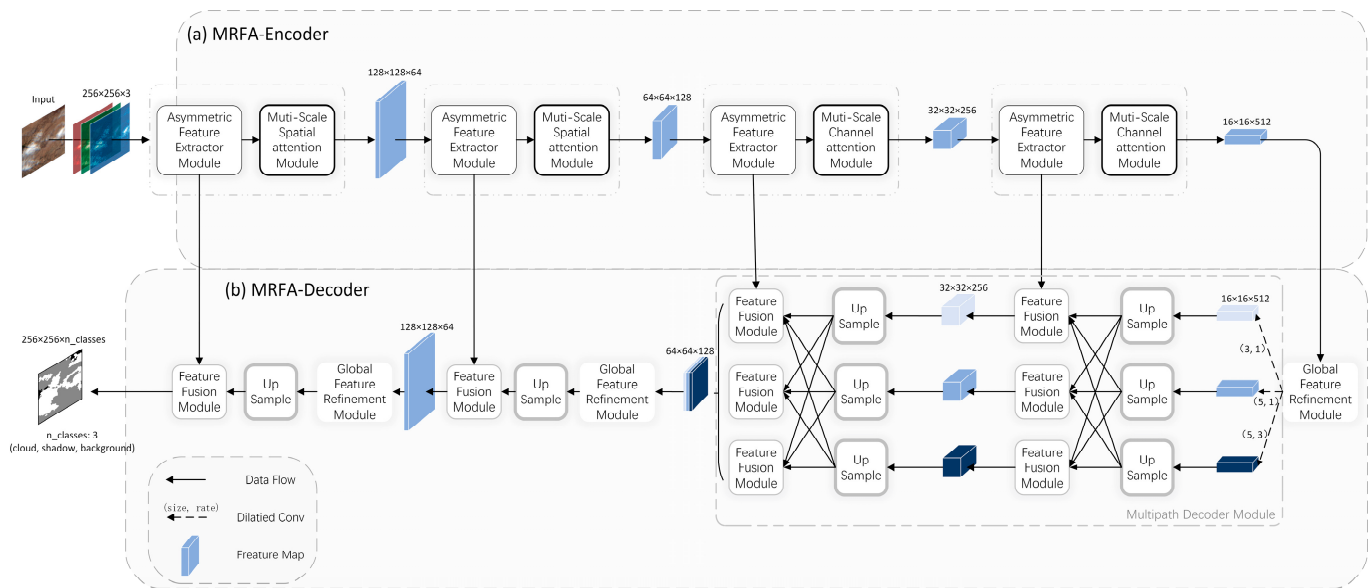 (a) MRFA-Encoder
Input
256×256×3
Asymmetric
Feature
Extractor
Module
Muti-Scale
Spatial
attention
Module
128×128×64
Asymmetric
Feature
Extractor
Module
Muti-Scale
Spatial
attention
Module
64×64×128
Asymmetric
Feature
Extractor
Module
Muti-Scale
Channel
attention
Module
32×32×256
Asymmetric
Feature
Extractor
Module
Muti-Scale
Channel
attention
Module
16×16×512
(b) MRFA-Decoder
256×256×n_classes
n_classes: 3
(cloud, shadow, background)
Feature
Fusion
Module
Up
Sample
Global
Feature
Refinement
Module
128×128×64
Feature
Fusion
Module
Up
Sample
Global
Feature
Refinement
Module
64×64×128
Feature
Fusion
Module
Up
Sample
32×32×256
Feature
Fusion
Module
Up
Sample
16×16×512
Feature
Fusion
Module
Up
Sample
Feature
Fusion
Module
Up
Sample
Feature
Fusion
Module
Up
Sample
Feature
Fusion
Module
Up
Sample
(3, 1)
(5, 1)
(5, 3)
Global
Feature
Refinement
Module
Multipath Decoder Module
Data Flow
(size, rate)
Dilatied Conv
Freature Map